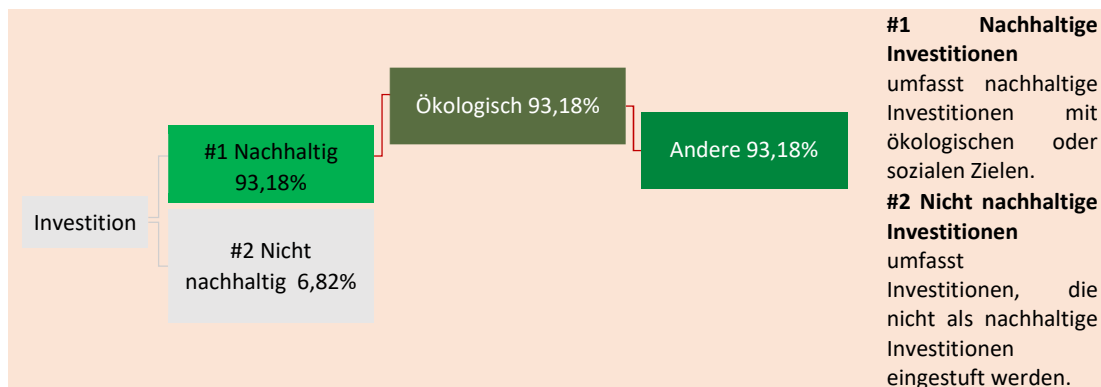 Investition
#1 Nachhaltig
93,18%
#2 Nicht
nachhaltig 6,82%
Ökologisch 93,18%
Andere 93,18%
#1 Nachhaltige
Investitionen
umfasst nachhaltige
Investitionen mit
ökologischen oder
sozialen Zielen.
#2 Nicht nachhaltige
Investitionen
umfasst
Investitionen, die
nicht als nachhaltige
Investitionen
eingestuft werden.